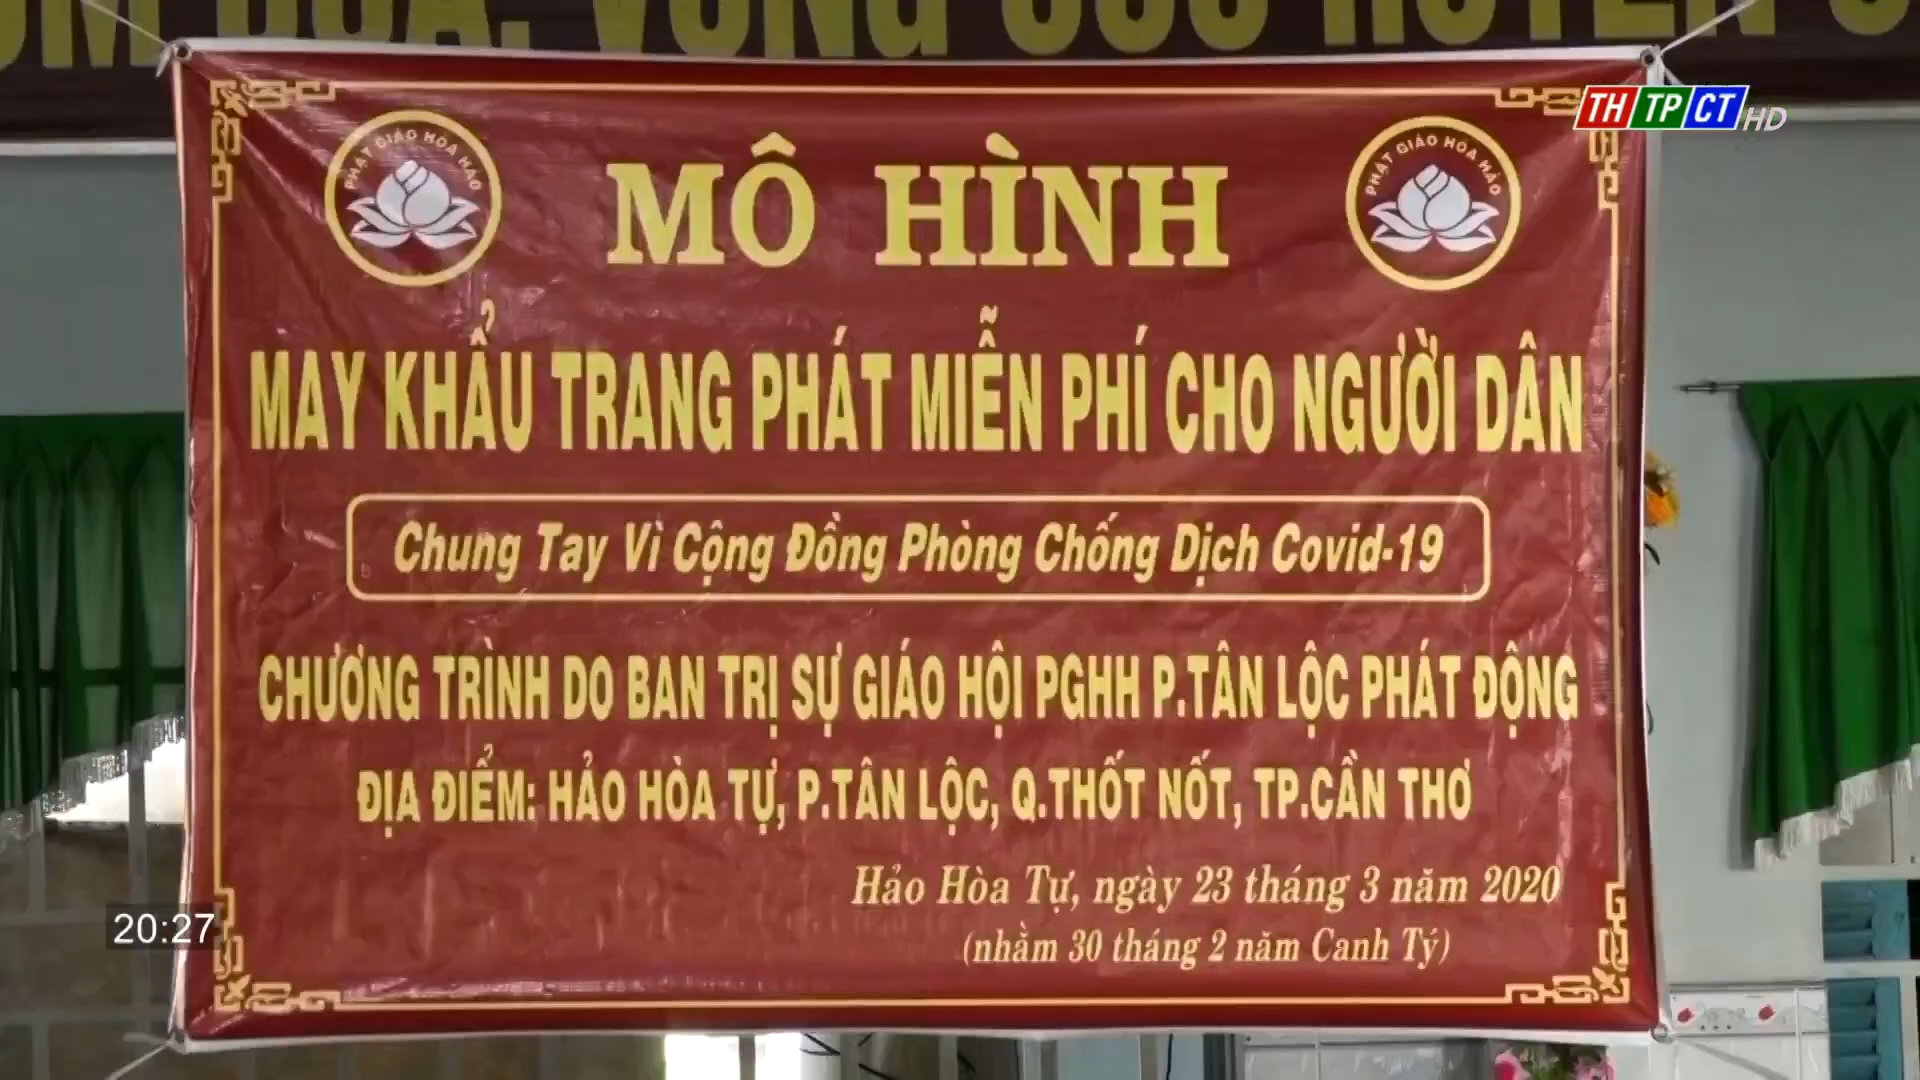 THTPCT HD
PHẬT GIÁO HÒA HẢO
PHẬT GIÁO HÒA HẢO
MÔ HÌNH
MAY KHẨU TRANG PHÁT MIỄN PHÍ CHO NGƯỜI DÂN
Chung Tay Vì Cộng Đồng Phòng Chống Dịch Covid-19
CHƯƠNG TRÌNH DO BAN TRỊ SỰ GIÁO HỘI PGHH P.TÂN LỘC PHÁT ĐỘNG
ĐỊA ĐIỂM: HẢO HÒA TỰ, P.TÂN LỘC, Q.THỐT NỐT, TP.CẦN THƠ
Hảo Hòa Tự, ngày 23 tháng 3 năm 2020
(nhằm 30 tháng 2 năm Canh Tý)
20:27